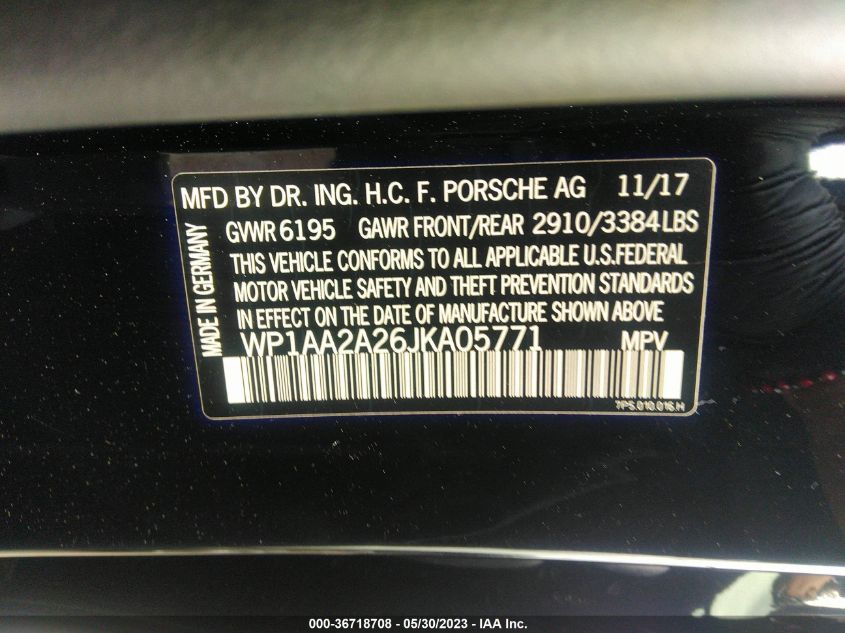 MFD BY DR. ING. H.C. F. PORSCHE AG 11/17
GVWR 6195 GAWR FRONT/REAR 2910/3384 LBS
THIS VEHICLE CONFORMS TO ALL APPLICABLE U.S. FEDERAL
MOTOR VEHICLE SAFETY AND THEFT PREVENTION STANDARDS
IN EFFECT ON THE DATE OF MANUFACTURE SHOWN ABOVE
WP1AA2A26JKA05771 MPV
7P5.010.016.H
MADE IN GERMANY
000-36718708 - 05/30/2023 - IAA Inc.